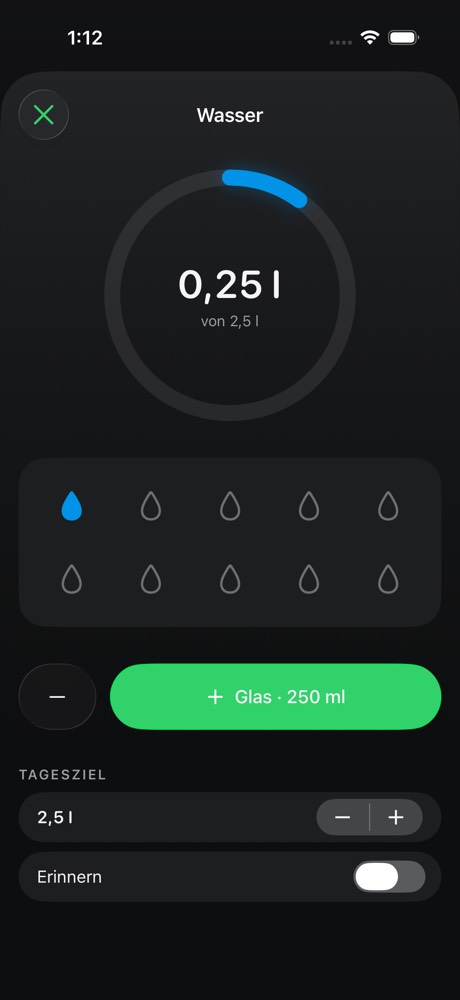 1:12
Wasser
0,25 l
von 2,5 l
+ Glas · 250 ml
TAGESZIEL
2,5 l
Erinnern